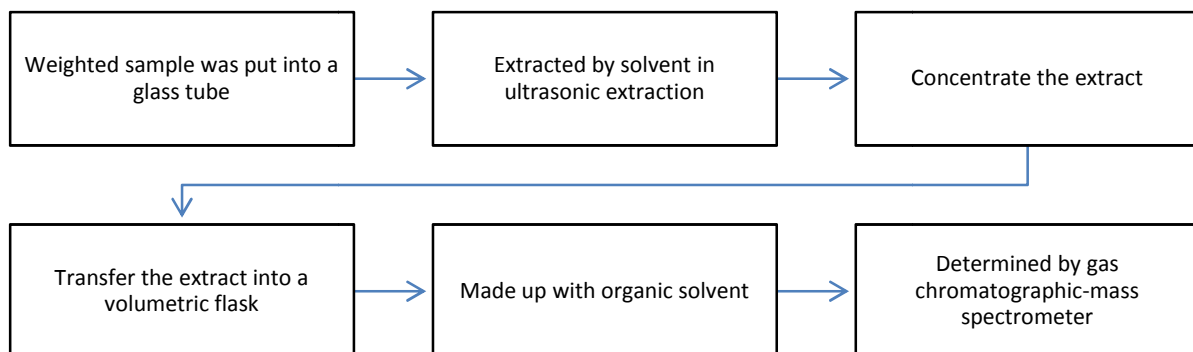 Weighted sample was put into a
glass tube
Extracted by solvent in
ultrasonic extraction
Concentrate the extract
Transfer the extract into a
volumetric flask
Made up with organic solvent
Determined by gas
chromatographic-mass
spectrometer